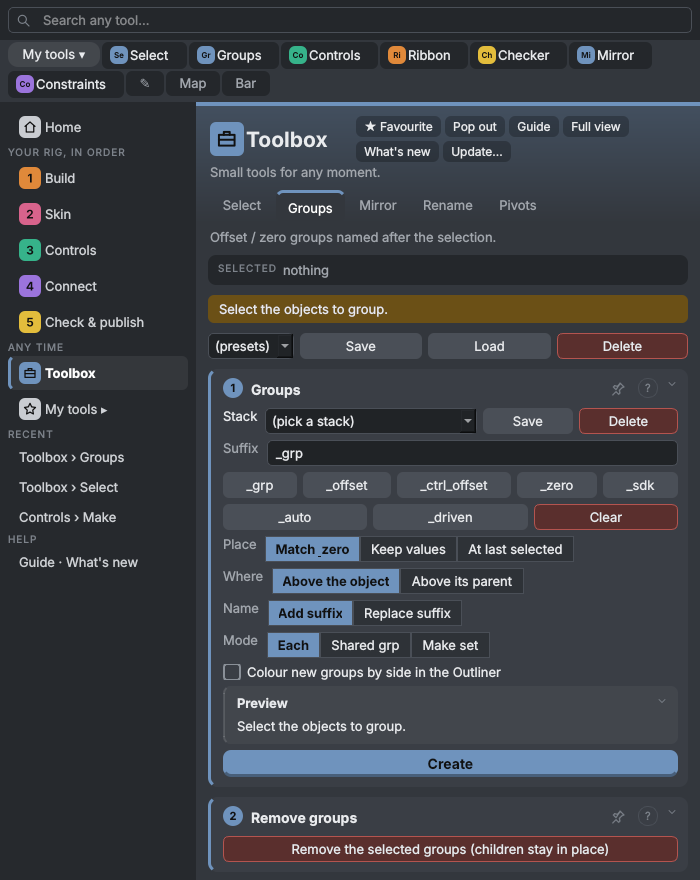 Search any tool...
My tools ▾ Se Select Gr Groups Co Controls Ri Ribbon Ch Checker Mi Mirror
Co Constraints ✎ Map Bar
Home
YOUR RIG, IN ORDER
1 Build
2 Skin
3 Controls
4 Connect
5 Check & publish
ANY TIME
Toolbox
My tools ▸
RECENT
Toolbox › Groups
Toolbox › Select
Controls › Make
HELP
Guide · What's new
Toolbox
★ Favourite Pop out Guide Full view
What's new Update...
Small tools for any moment.
Select Groups Mirror Rename Pivots
Offset / zero groups named after the selection.
SELECTED nothing
Select the objects to group.
(presets) Save Load Delete
1 Groups ?
Stack (pick a stack) Save Delete
Suffix _grp
_grp _offset _ctrl_offset _zero _sdk
_auto _driven Clear
Place Match_zero Keep values At last selected
Where Above the object Above its parent
Name Add suffix Replace suffix
Mode Each Shared grp Make set
Colour new groups by side in the Outliner
Preview
Select the objects to group.
Create
2 Remove groups ?
Remove the selected groups (children stay in place)